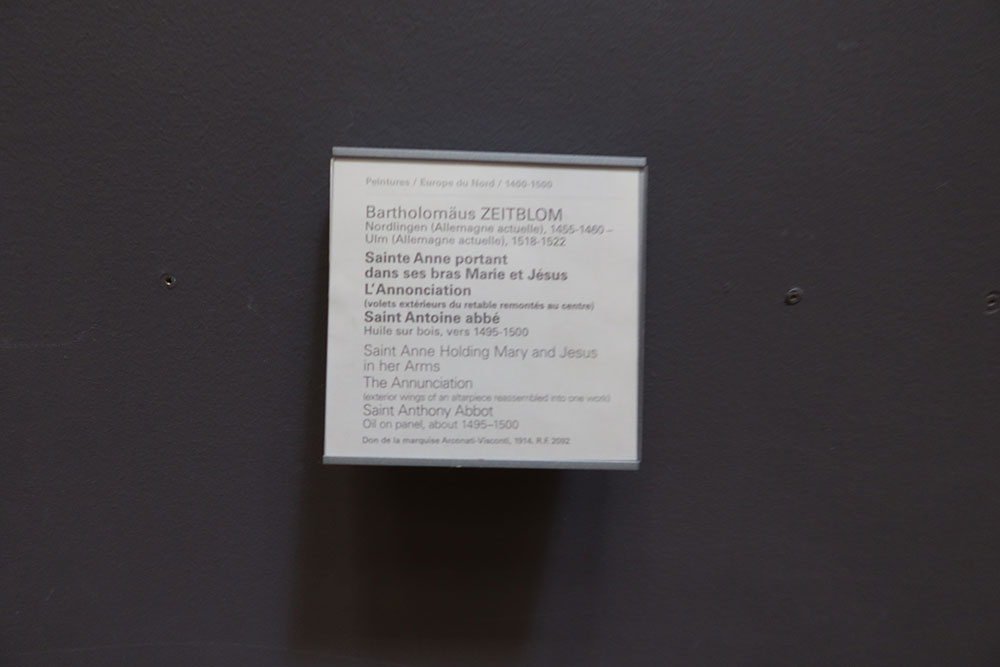 Peintures / Europe du Nord / 1400-1500
Bartholomäus ZEITBLOM
Nordlingen (Allemagne actuelle), 1455-1460 –
Ulm (Allemagne actuelle), 1518-1522
Sainte Anne portant
dans ses bras Marie et Jésus
L'Annonciation
(volets extérieurs du retable remontés au centre)
Saint Antoine abbé
Huile sur bois, vers 1495-1500
Saint Anne Holding Mary and Jesus
in her Arms
The Annunciation
(exterior wings of an altarpiece reassembled into one work)
Saint Anthony Abbot
Oil on panel, about 1495–1500
Don de la marquise Arconati-Visconti, 1914. R.F. 2082